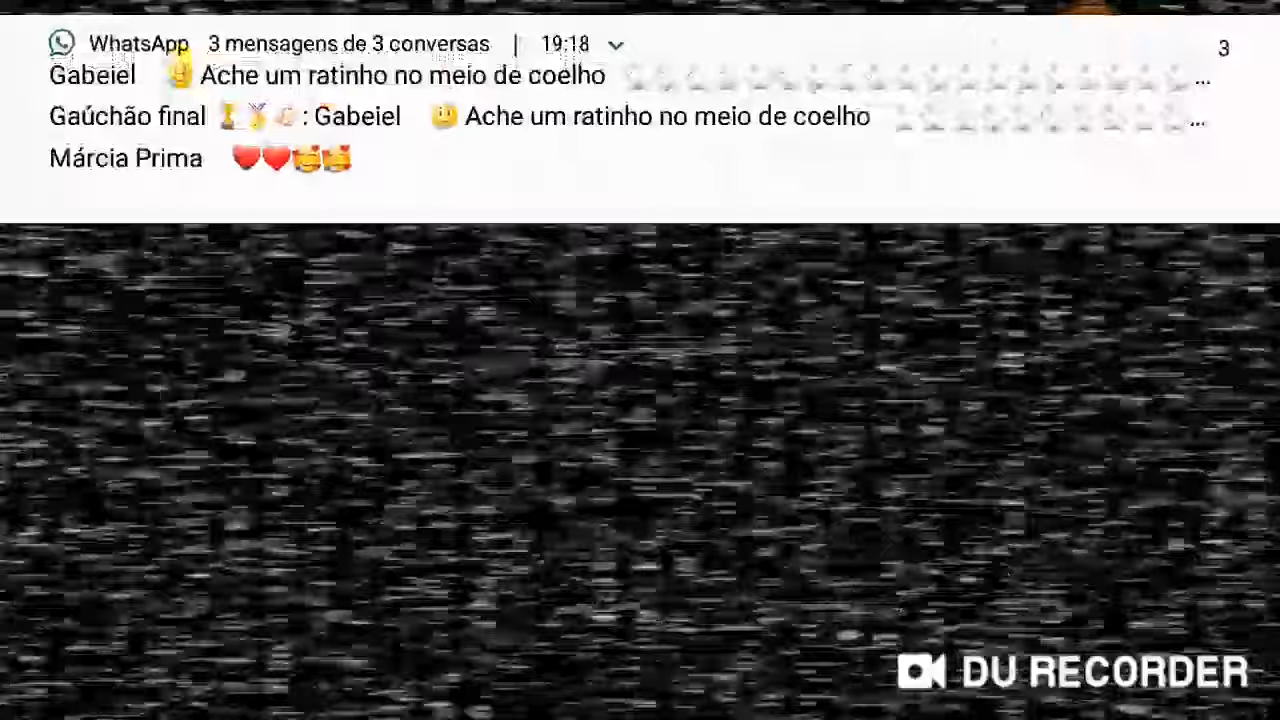 WhatsApp 3 mensagens de 3 conversas | 19:18
3
Gabeiel Ache um ratinho no meio de coelho ...
Gaúchão final : Gabeiel Ache um ratinho no meio de coelho ...
Márcia Prima ❤️❤️🥰🥰
DU RECORDER